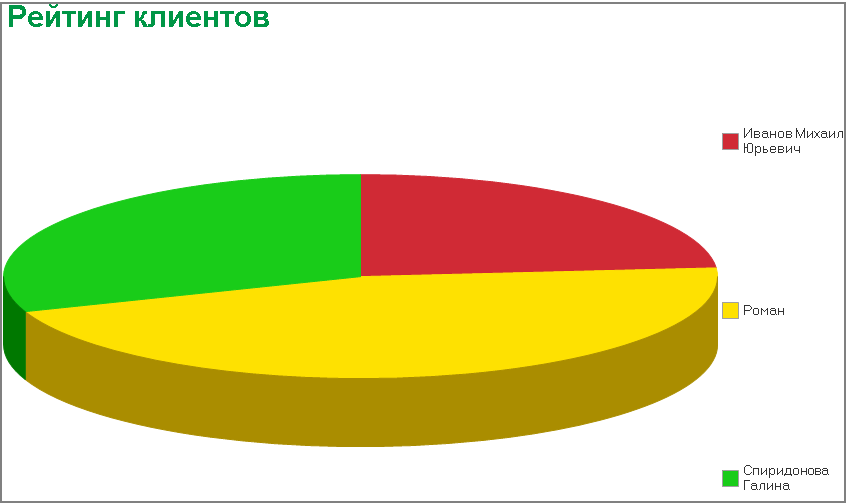 Рейтинг клиентов
Иванов Михаил
Юрьевич
Роман
Спиридонова
Галина